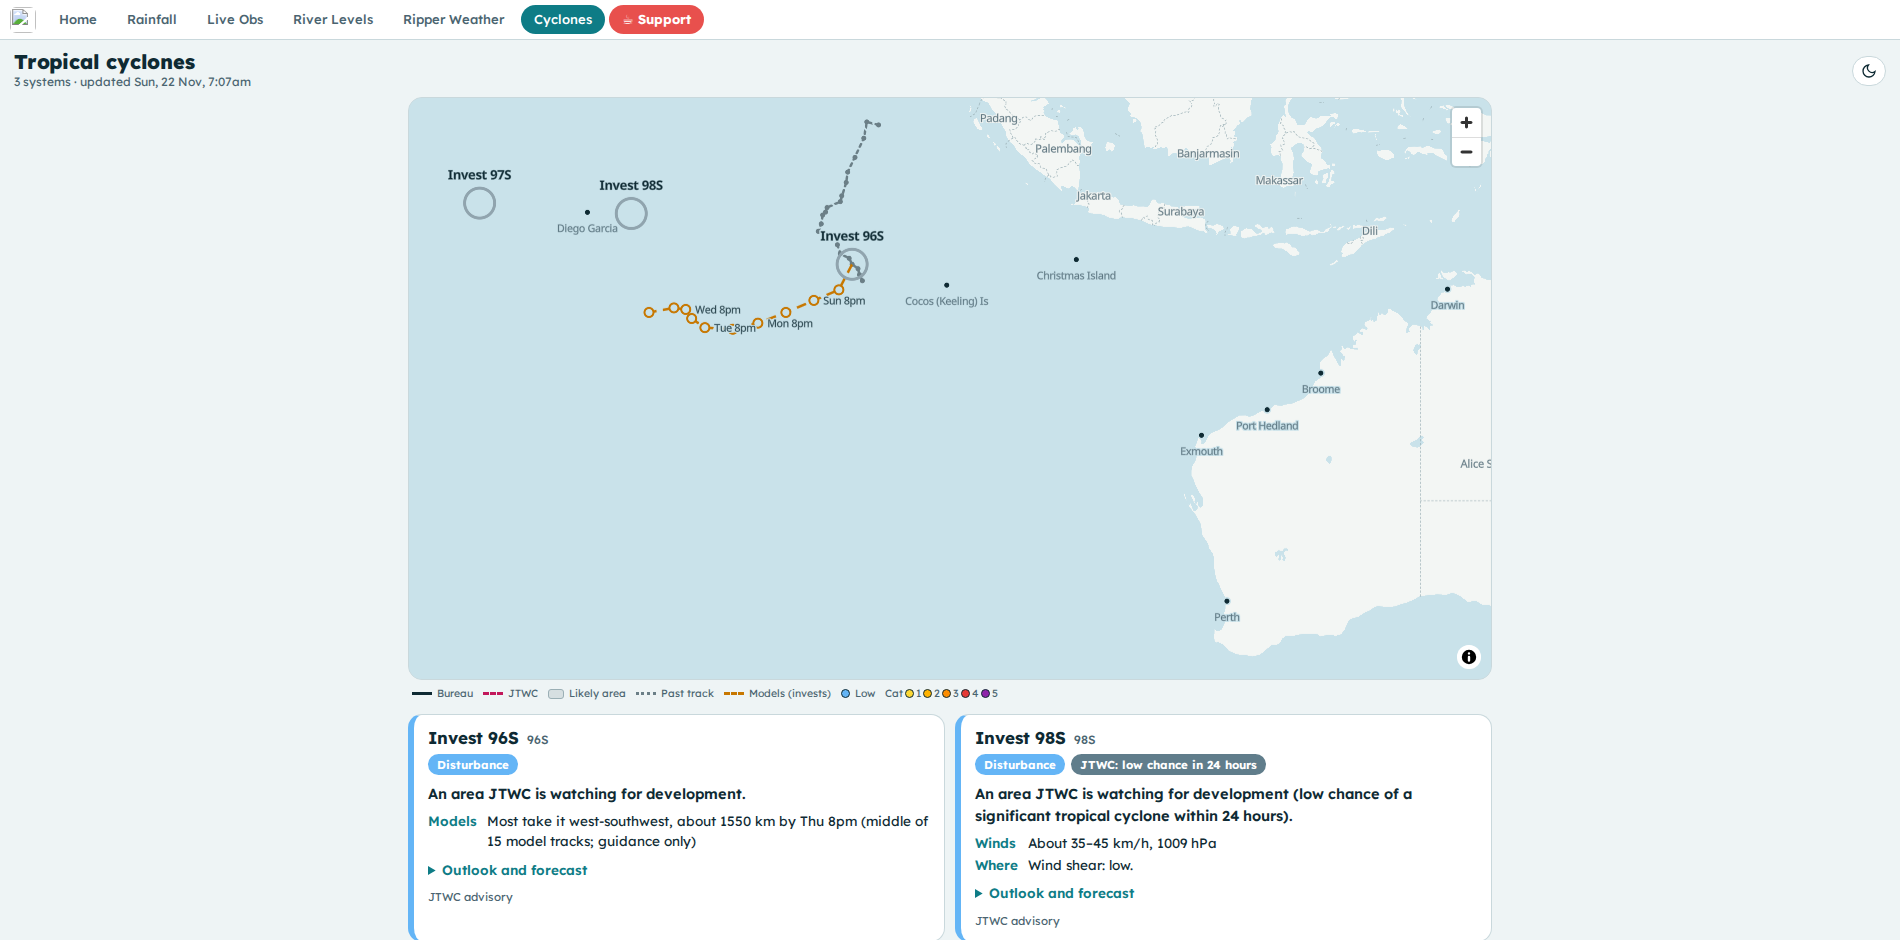 Home Rainfall Live Obs River Levels Ripper Weather Cyclones ☕ Support
Tropical cyclones
3 systems · updated Sun, 22 Nov, 7:07am
Padang
Palembang
Banjarmasin
Makassar
Invest 97S
Invest 98S
Jakarta
Surabaya
Diego Garcia
Dili
Invest 96S
Christmas Island
Cocos (Keeling) Is
Sun 8pm
Darwin
Wed 8pm
Mon 8pm
Tue 8pm
Broome
Port Hedland
Exmouth
Alice S
Perth
Bureau JTWC Likely area Past track Models (invests) Low Cat 1 2 3 4 5
Invest 96S 96S
Disturbance
An area JTWC is watching for development.
Models Most take it west-southwest, about 1550 km by Thu 8pm (middle of
15 model tracks; guidance only)
▶ Outlook and forecast
JTWC advisory
Invest 98S 98S
Disturbance JTWC: low chance in 24 hours
An area JTWC is watching for development (low chance of a
significant tropical cyclone within 24 hours).
Winds About 35–45 km/h, 1009 hPa
Where Wind shear: low.
▶ Outlook and forecast
JTWC advisory